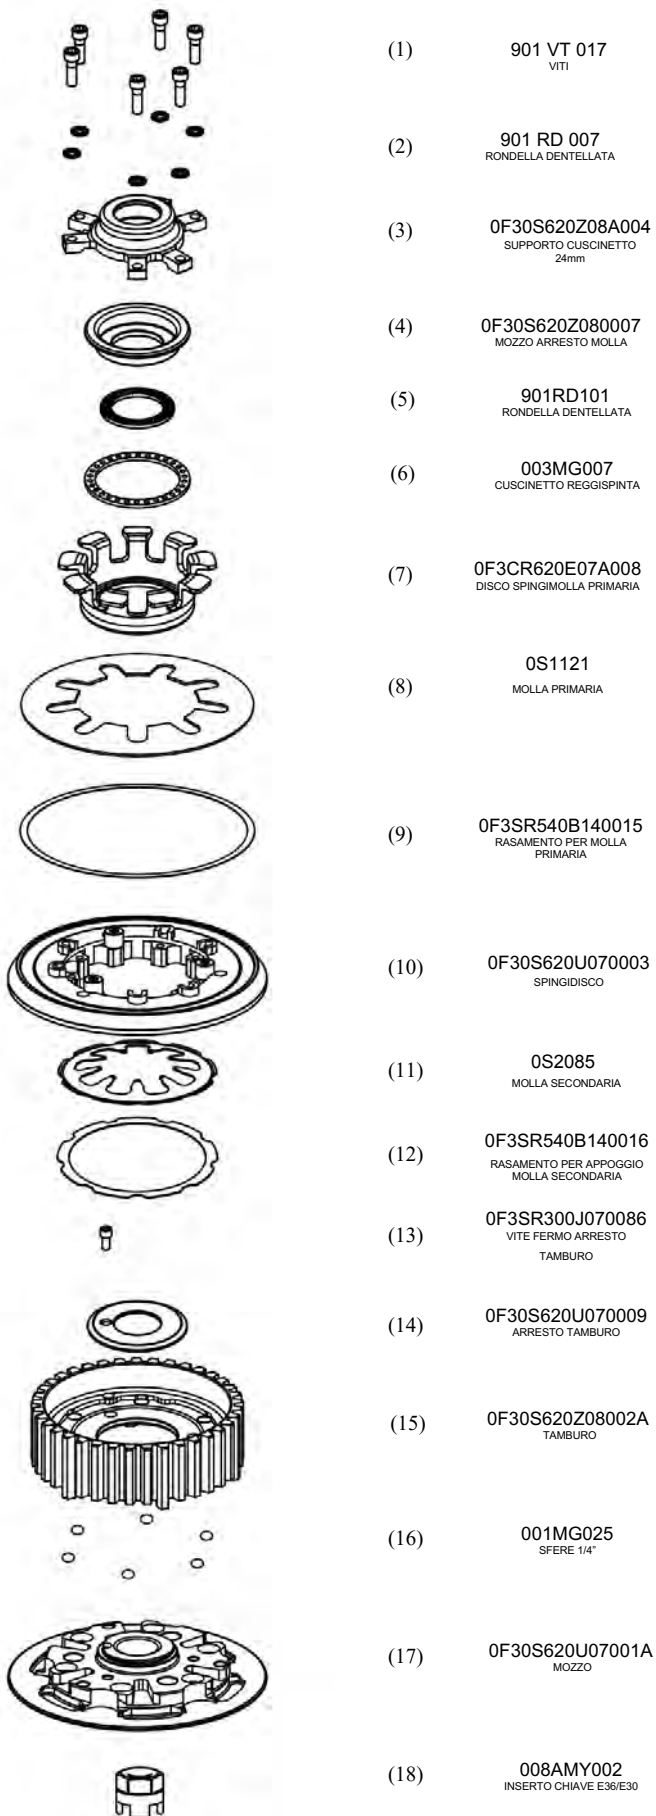 (1) 901 VT 017
VITI
(2) 901 RD 007
RONDELLA DENTELLATA
(3) 0F30S620Z08A004
SUPPORTO CUSCINETTO
24mm
(4) 0F30S620Z080007
MOZZO ARRESTO MOLLA
(5) 901RD101
RONDELLA DENTELLATA
(6) 003MG007
CUSCINETTO REGGISPINTA
(7) 0F3CR620E07A008
DISCO SPINGIMOLLA PRIMARIA
(8) 0S1121
MOLLA PRIMARIA
(9) 0F3SR540B140015
RASAMENTO PER MOLLA
PRIMARIA
(10) 0F30S620U070003
SPINGIDISCO
(11) 0S2085
MOLLA SECONDARIA
(12) 0F3SR540B140016
RASAMENTO PER APPOGGIO
MOLLA SECONDARIA
(13) 0F3SR300J070086
VITE FERMO ARRESTO
TAMBURO
(14) 0F30S620U070009
ARRESTO TAMBURO
(15) 0F30S620Z08002A
TAMBURO
(16) 001MG025
SFERE 1/4"
(17) 0F30S620U07001A
MOZZO
(18) 008AMY002
INSERTO CHIAVE E36/E30